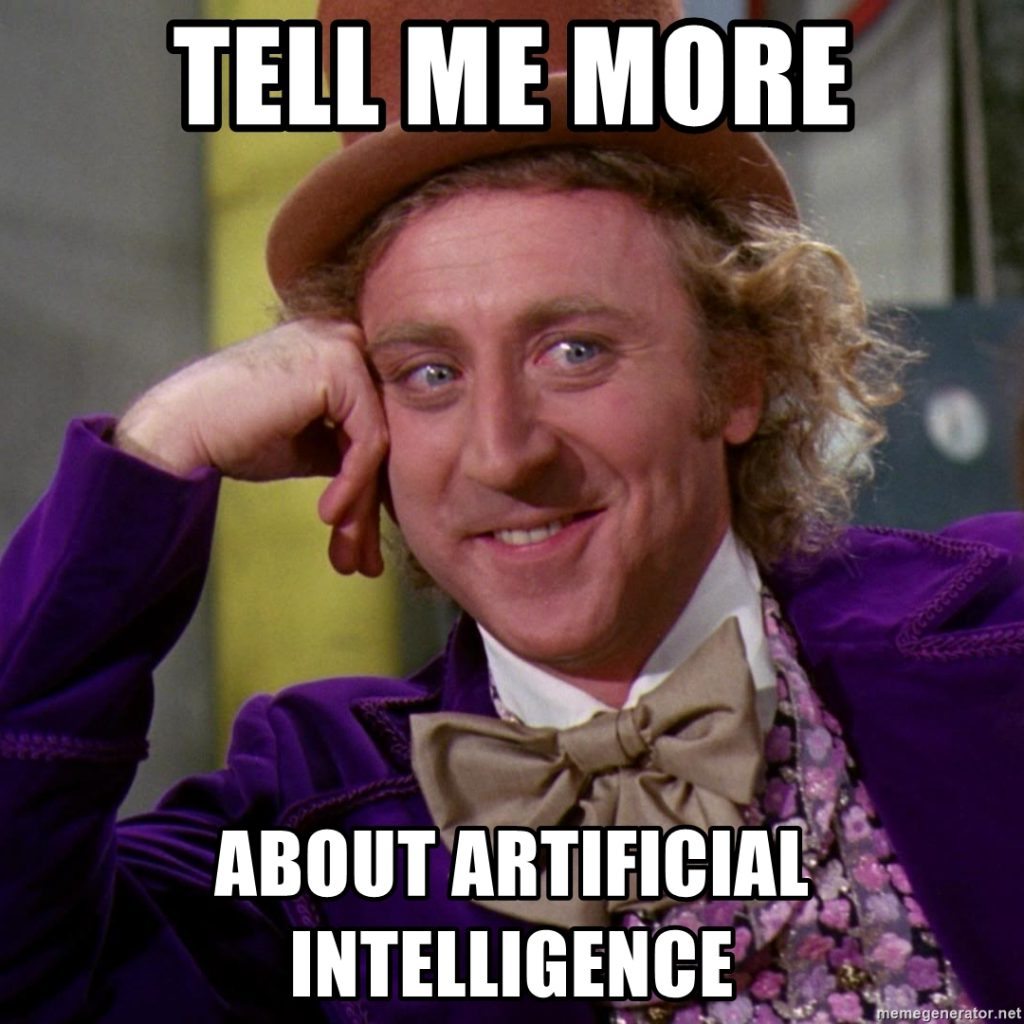 TELL ME MORE
ABOUT ARTIFICIAL
INTELLIGENCE
memegenerator.net